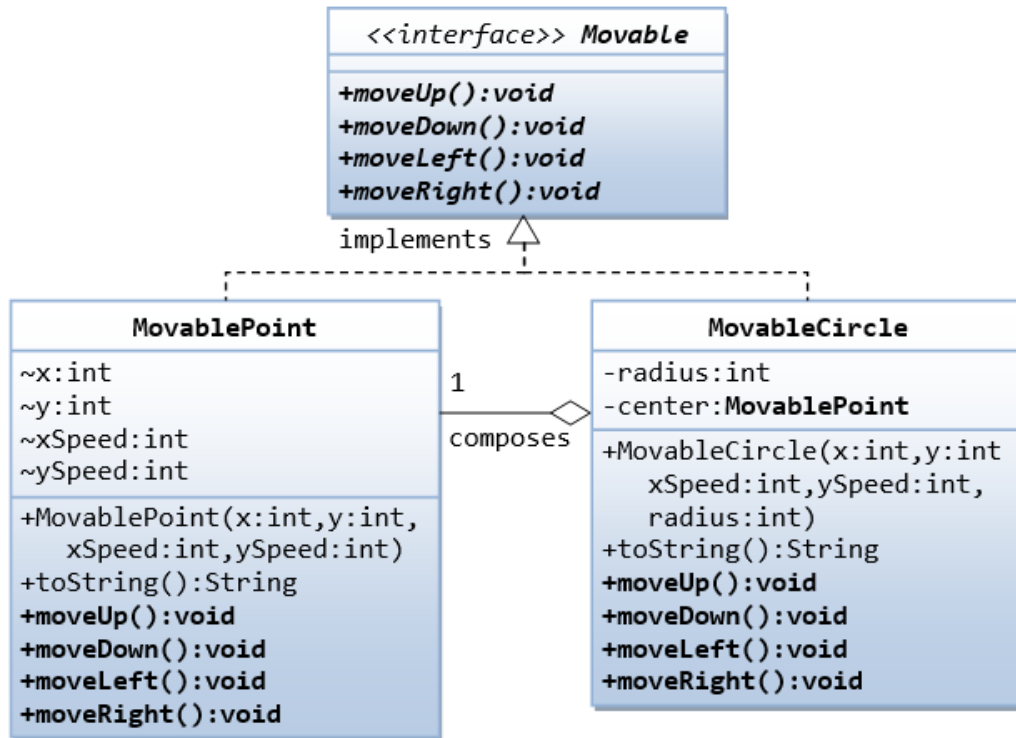 <<interface>> Movable
+moveUp():void
+moveDown():void
+moveLeft():void
+moveRight():void
implements
MovablePoint
~x:int
~y:int
~xSpeed:int
~ySpeed:int
+MovablePoint(x:int,y:int,
xSpeed:int,ySpeed:int)
+toString():String
+moveUp():void
+moveDown():void
+moveLeft():void
+moveRight():void
1
composes
MovableCircle
-radius:int
-center:MovablePoint
+MovableCircle(x:int,y:int
xSpeed:int,ySpeed:int,
radius:int)
+toString():String
+moveUp():void
+moveDown():void
+moveLeft():void
+moveRight():void